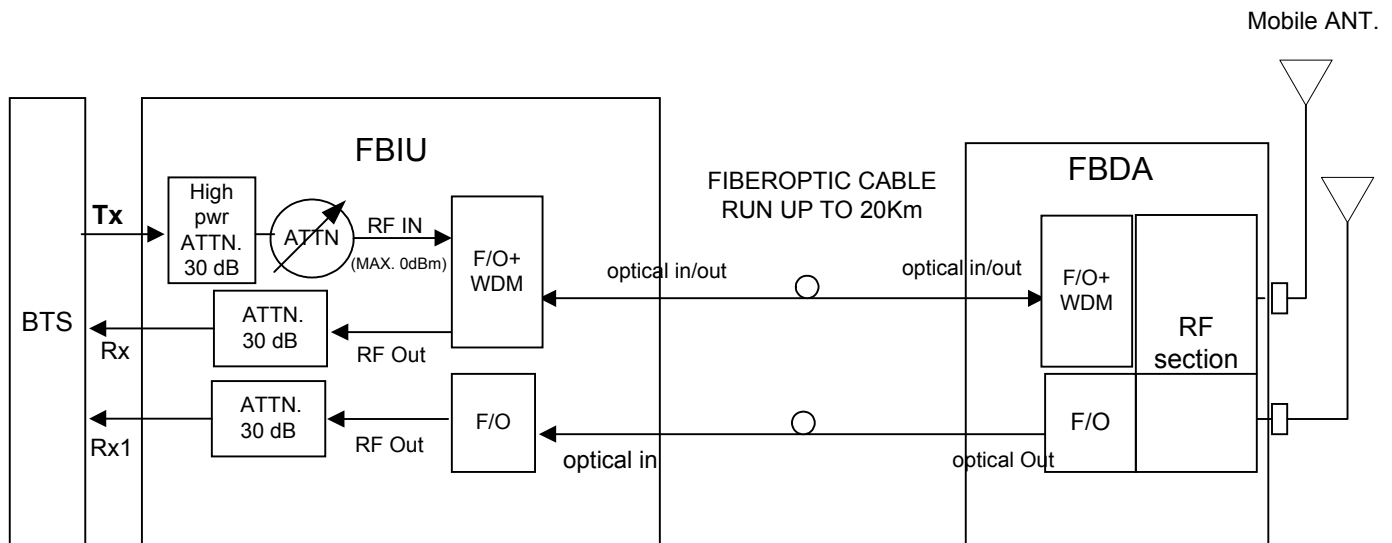 Mobile ANT.
FBIU
FBDA
FIBEROPTIC CABLE
RUN UP TO 20Km
High
pwr
ATTN.
30 dB
Tx
ATTN
RF IN
(MAX. 0dBm)
F/O+
WDM
optical in/out
optical in/out
F/O+
WDM
BTS
Rx
ATTN.
30 dB
RF Out
RF
section
Rx1
ATTN.
30 dB
RF Out
F/O
optical in
optical Out
F/O